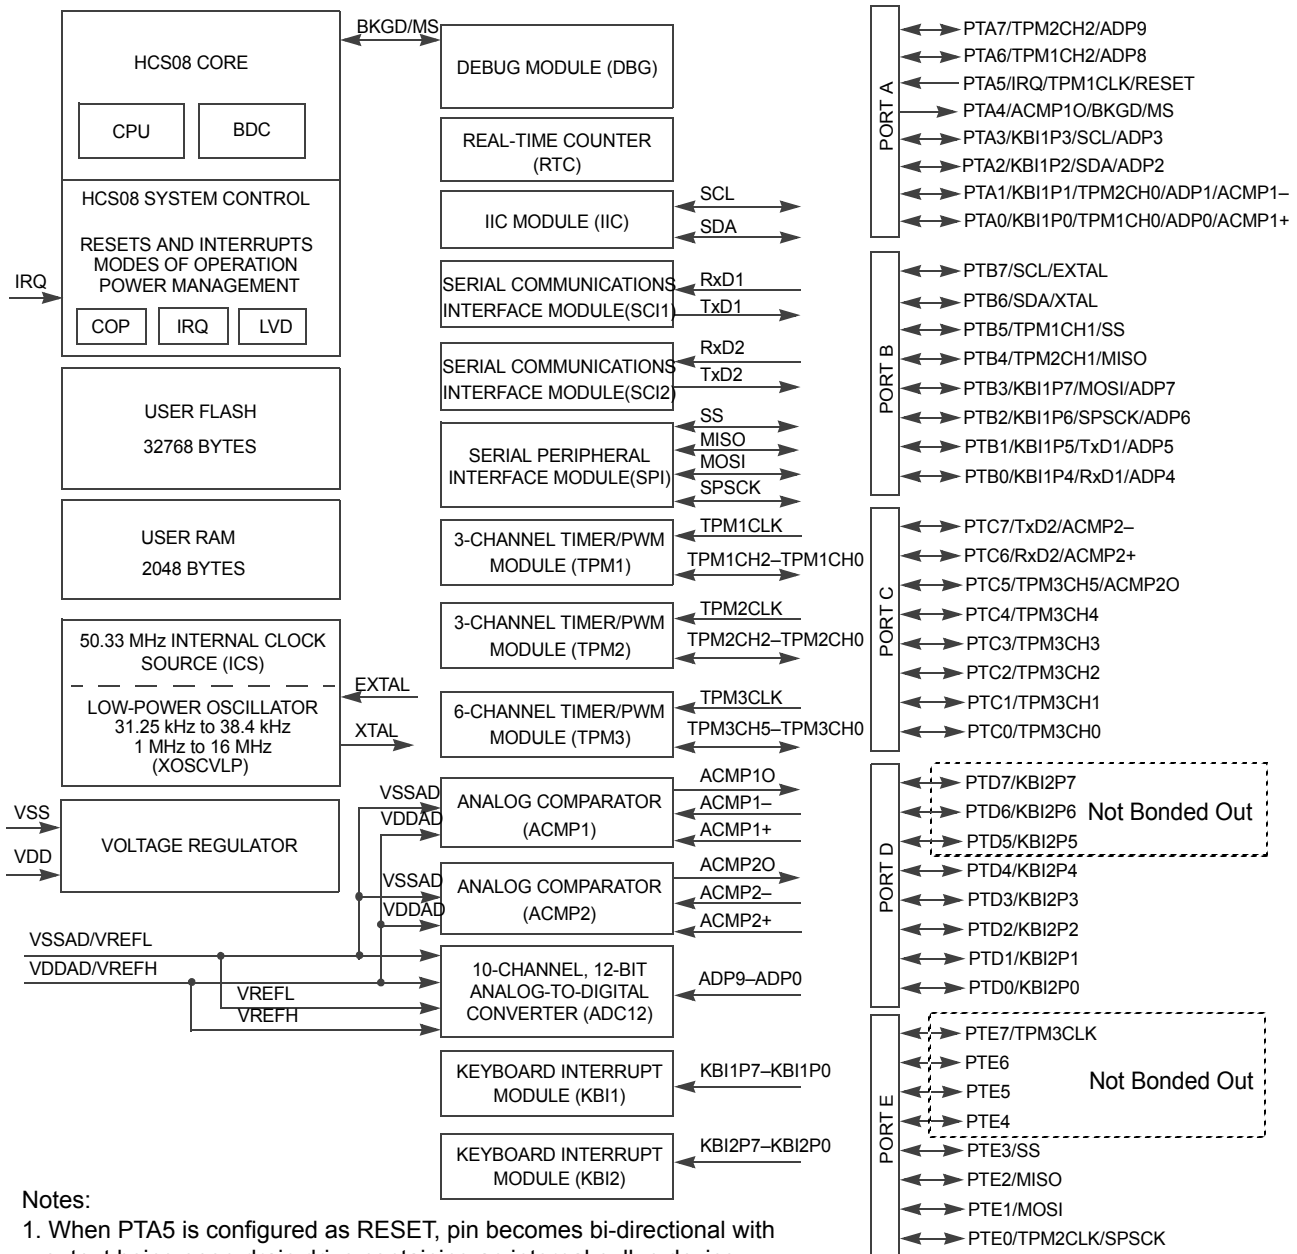 HCS08 CORE
CPU
BDC
HCS08 SYSTEM CONTROL
RESETS AND INTERRUPTS
MODES OF OPERATION
POWER MANAGEMENT
COP
IRQ
LVD
IRQ
USER FLASH
32768 BYTES
USER RAM
2048 BYTES
50.33 MHz INTERNAL CLOCK
SOURCE (ICS)
LOW-POWER OSCILLATOR
31.25 kHz to 38.4 kHz
1 MHz to 16 MHz
(XOSCVLP)
EXTAL
XTAL
VSS
VDD
VOLTAGE REGULATOR
VSSAD/VREFL
VDDAD/VREFH
VREFL
VREFH
BKGD/MS
DEBUG MODULE (DBG)
REAL-TIME COUNTER
(RTC)
IIC MODULE (IIC)
SCL
SDA
SERIAL COMMUNICATIONS
INTERFACE MODULE(SCI1)
RxD1
TxD1
SERIAL COMMUNICATIONS
INTERFACE MODULE(SCI2)
RxD2
TxD2
SERIAL PERIPHERAL
INTERFACE MODULE(SPI)
SS
MISO
MOSI
SPSCK
3-CHANNEL TIMER/PWM
MODULE (TPM1)
TPM1CLK
TPM1CH2–TPM1CH0
3-CHANNEL TIMER/PWM
MODULE (TPM2)
TPM2CLK
TPM2CH2–TPM2CH0
6-CHANNEL TIMER/PWM
MODULE (TPM3)
TPM3CLK
TPM3CH5–TPM3CH0
VSSAD
VDDAD
ANALOG COMPARATOR
(ACMP1)
ACMP1O
ACMP1–
ACMP1+
VSSAD
VDDAD
ANALOG COMPARATOR
(ACMP2)
ACMP2O
ACMP2–
ACMP2+
10-CHANNEL, 12-BIT
ANALOG-TO-DIGITAL
CONVERTER (ADC12)
ADP9–ADP0
KEYBOARD INTERRUPT
MODULE (KBI1)
KBI1P7–KBI1P0
KEYBOARD INTERRUPT
MODULE (KBI2)
KBI2P7–KBI2P0
PORT A
PTA7/TPM2CH2/ADP9
PTA6/TPM1CH2/ADP8
PTA5/IRQ/TPM1CLK/RESET
PTA4/ACMP1O/BKGD/MS
PTA3/KBI1P3/SCL/ADP3
PTA2/KBI1P2/SDA/ADP2
PTA1/KBI1P1/TPM2CH0/ADP1/ACMP1–
PTA0/KBI1P0/TPM1CH0/ADP0/ACMP1+
PORT B
PTB7/SCL/EXTAL
PTB6/SDA/XTAL
PTB5/TPM1CH1/SS
PTB4/TPM2CH1/MISO
PTB3/KBI1P7/MOSI/ADP7
PTB2/KBI1P6/SPSCK/ADP6
PTB1/KBI1P5/TxD1/ADP5
PTB0/KBI1P4/RxD1/ADP4
PORT C
PTC7/TxD2/ACMP2–
PTC6/RxD2/ACMP2+
PTC5/TPM3CH5/ACMP2O
PTC4/TPM3CH4
PTC3/TPM3CH3
PTC2/TPM3CH2
PTC1/TPM3CH1
PTC0/TPM3CH0
PORT D
PTD7/KBI2P7
PTD6/KBI2P6
Not Bonded Out
PTD5/KBI2P5
PTD4/KBI2P4
PTD3/KBI2P3
PTD2/KBI2P2
PTD1/KBI2P1
PTD0/KBI2P0
PORT E
PTE7/TPM3CLK
PTE6
Not Bonded Out
PTE5
PTE4
PTE3/SS
PTE2/MISO
PTE1/MOSI
PTE0/TPM2CLK/SPSCK
Notes:
1. When PTA5 is configured as RESET, pin becomes bi-directional with